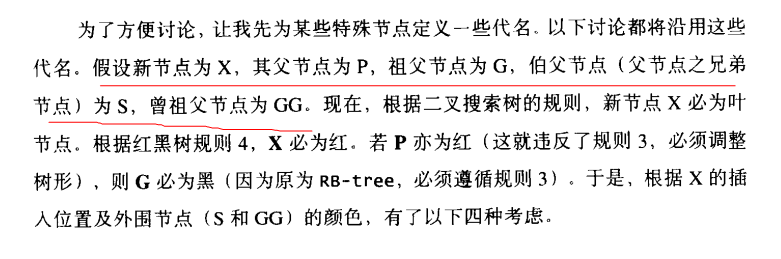 为了方便讨论，让我先为某些特殊节点定义一些代名。以下讨论都将沿用这些
代名。假设新节点为 X，其父节点为 P，祖父节点为 G，伯父节点（父节点之兄弟
节点）为 S，曾祖父节点为 GG。现在，根据二叉搜索树的规则，新节点 X 必为叶
节点。根据红黑树规则 4，X 必为红。若 P 亦为红（这就违反了规则 3，必须调整
树形），则 G 必为黑（因为原为 RB-tree，必须遵循规则 3）。于是，根据 X 的插
入位置及外围节点（S 和 GG）的颜色，有了以下四种考虑。